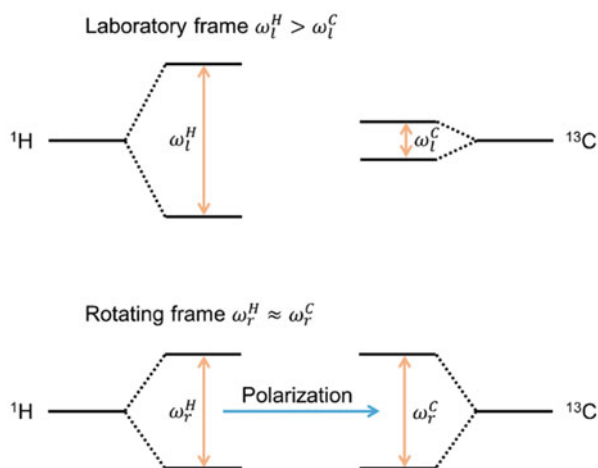 Laboratory frame ω_l^H > ω_l^C
¹H
ω_l^H
ω_l^C
¹³C
Rotating frame ω_r^H ≈ ω_r^C
¹H
ω_r^H
Polarization
ω_r^C
¹³C